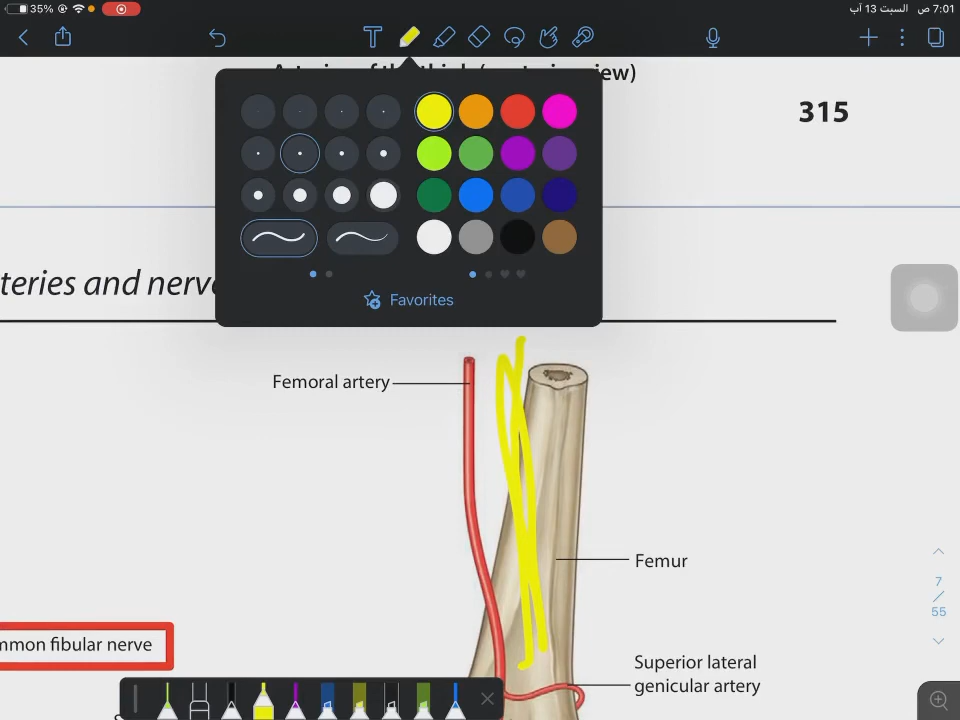 35%
7:01 ص السبت 13 آب
315
teries and nerv
Favorites
Femoral artery
Femur
mmon fibular nerve
Superior lateral
genicular artery
7
/
55